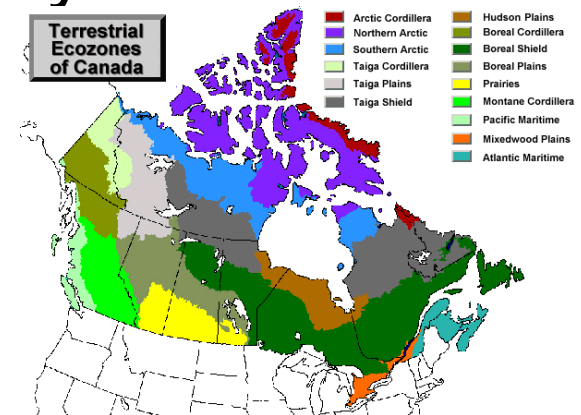 Terrestrial
Ecozones
of Canada
Arctic Cordillera
Northern Arctic
Southern Arctic
Taiga Cordillera
Taiga Plains
Taiga Shield
Hudson Plains
Boreal Cordillera
Boreal Shield
Boreal Plains
Prairies
Montane Cordillera
Pacific Maritime
Mixedwood Plains
Atlantic Maritime